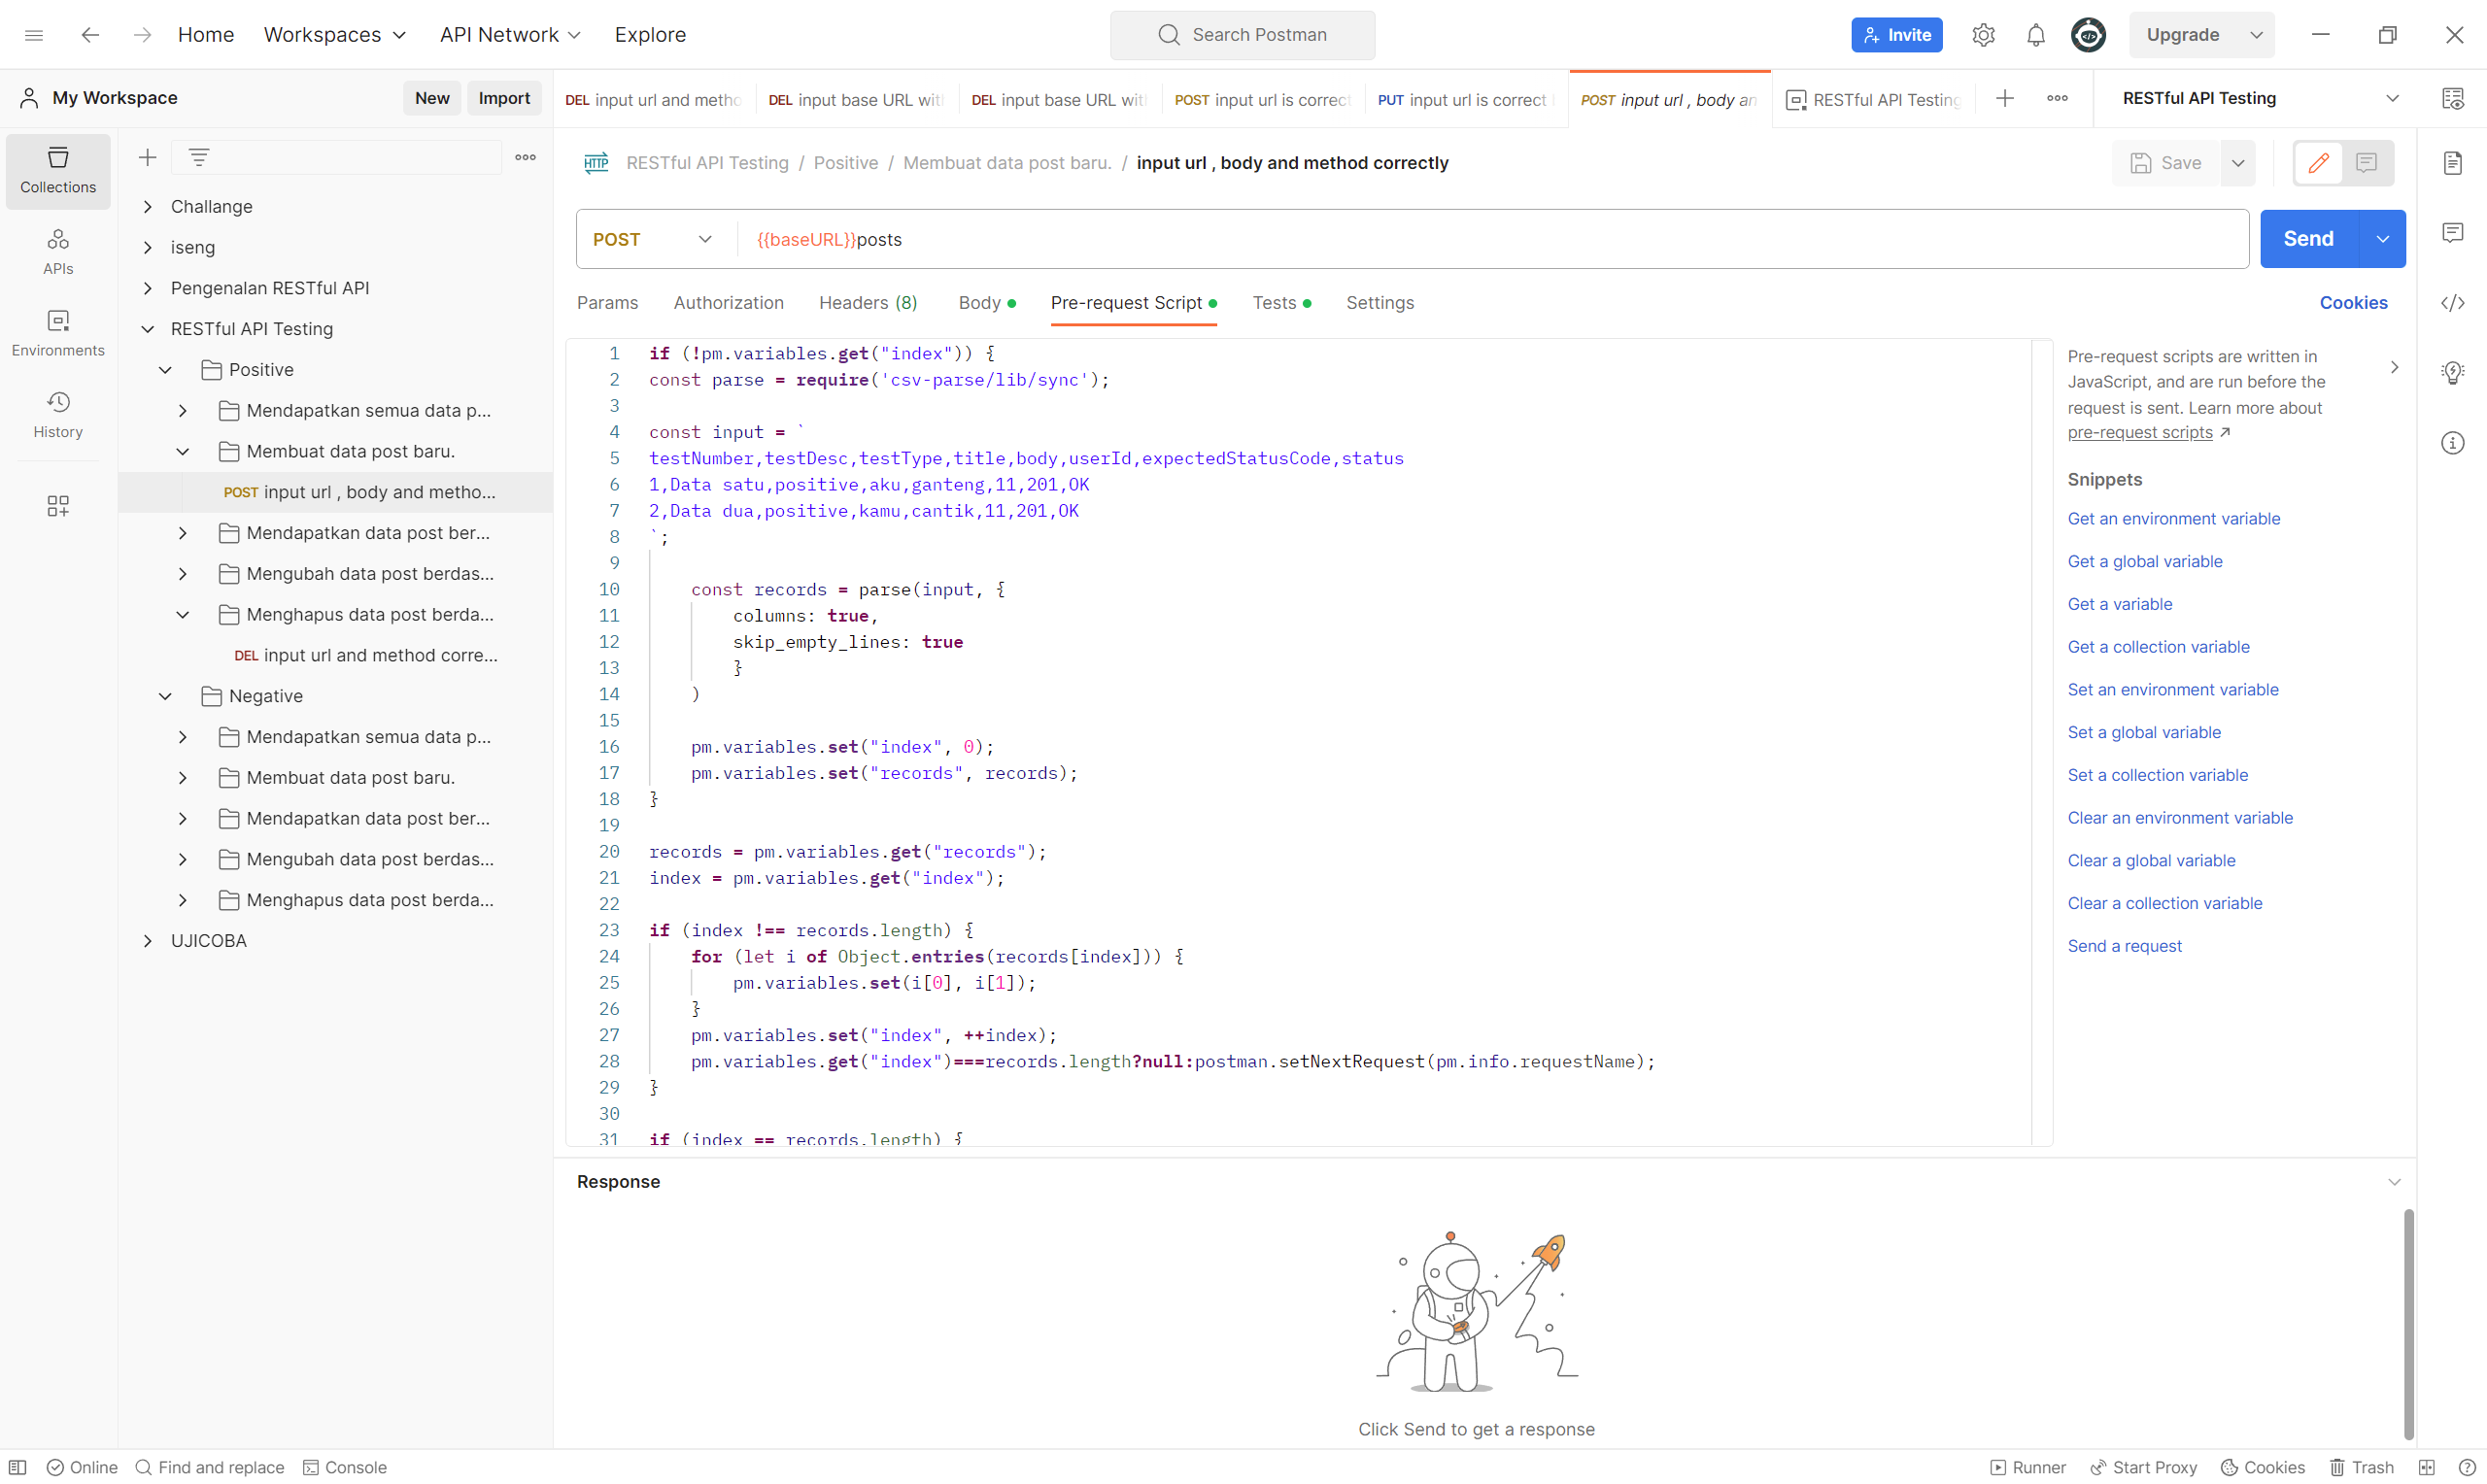 Home Workspaces API Network Explore Search Postman Invite Upgrade
My Workspace New Import
DEL input url and metho DEL input base URL wit DEL input base URL wit POST input url is correct PUT input url is correct POST input url , body an RESTful API Testing RESTful API Testing
Collections
APIs
Environments
History
Challange
iseng
Pengenalan RESTful API
RESTful API Testing
Positive
Mendapatkan semua data p...
Membuat data post baru.
POST input url , body and metho...
Mendapatkan data post ber...
Mengubah data post berdas...
Menghapus data post berda...
DEL input url and method corre...
Negative
Mendapatkan semua data p...
Membuat data post baru.
Mendapatkan data post ber...
Mengubah data post berdas...
Menghapus data post berda...
UJICOBA
HTTP RESTful API Testing / Positive / Membuat data post baru. / input url , body and method correctly Save
POST {{baseURL}}posts Send
Params Authorization Headers (8) Body Pre-request Script Tests Settings Cookies
1 if (!pm.variables.get("index")) {
2 const parse = require('csv-parse/lib/sync');
3
4 const input = `
5 testNumber,testDesc,testType,title,body,userId,expectedStatusCode,status
6 1,Data satu,positive,aku,ganteng,11,201,OK
7 2,Data dua,positive,kamu,cantik,11,201,OK
8 `;
9
10 const records = parse(input, {
11 columns: true,
12 skip_empty_lines: true
13 }
14 )
15
16 pm.variables.set("index", 0);
17 pm.variables.set("records", records);
18 }
19
20 records = pm.variables.get("records");
21 index = pm.variables.get("index");
22
23 if (index !== records.length) {
24 for (let i of Object.entries(records[index])) {
25 pm.variables.set(i[0], i[1]);
26 }
27 pm.variables.set("index", ++index);
28 pm.variables.get("index")===records.length?null:postman.setNextRequest(pm.info.requestName);
29 }
30
31 if (index == records.length) {
Pre-request scripts are written in
JavaScript, and are run before the
request is sent. Learn more about
pre-request scripts ↗
Snippets
Get an environment variable
Get a global variable
Get a variable
Get a collection variable
Set an environment variable
Set a global variable
Set a collection variable
Clear an environment variable
Clear a global variable
Clear a collection variable
Send a request
Response
Click Send to get a response
Online Find and replace Console Runner Start Proxy Cookies Trash